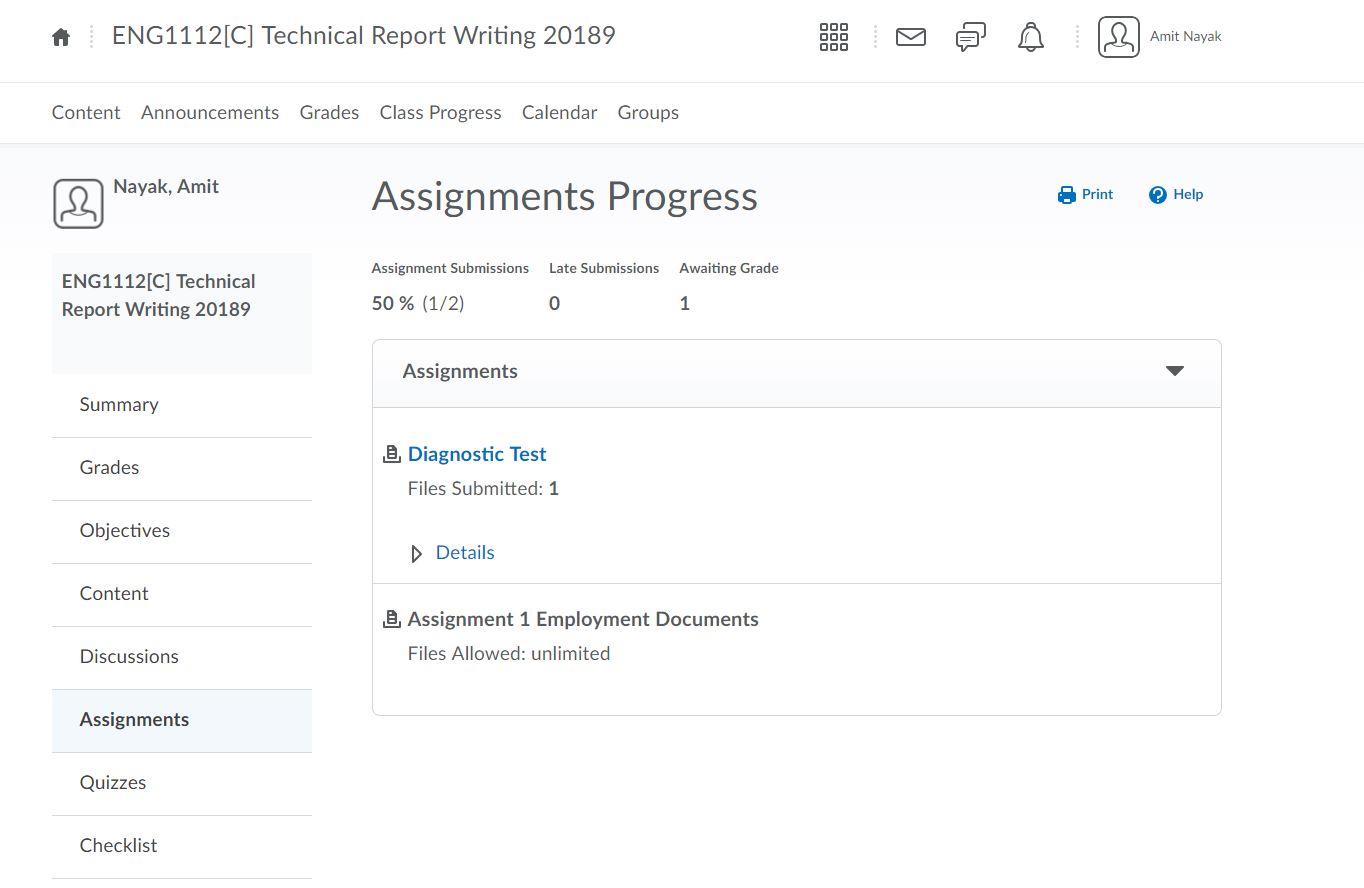 ENG1112[C] Technical Report Writing 20189
Amit Nayak
Content Announcements Grades Class Progress Calendar Groups
Nayak, Amit
ENG1112[C] Technical
Report Writing 20189
Summary
Grades
Objectives
Content
Discussions
Assignments
Quizzes
Checklist
Assignments Progress
Print
Help
Assignment Submissions Late Submissions Awaiting Grade
50 % (1/2) 0 1
Assignments
Diagnostic Test
Files Submitted: 1
Details
Assignment 1 Employment Documents
Files Allowed: unlimited